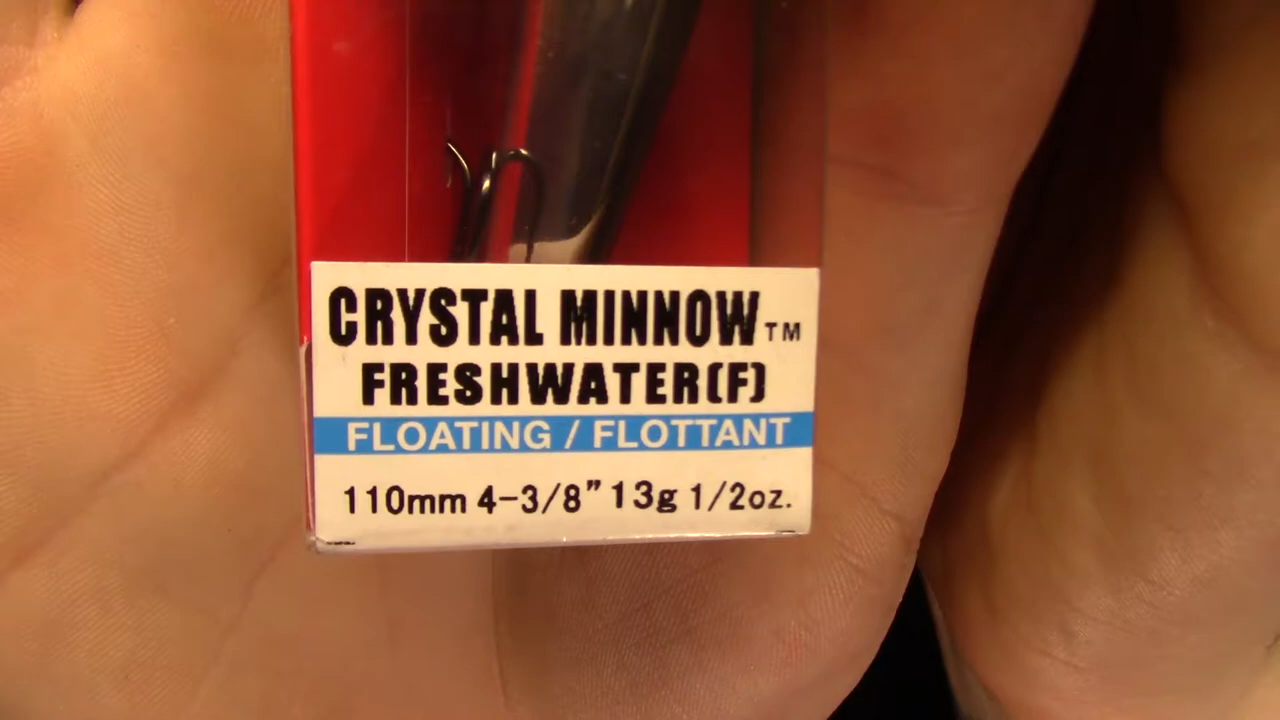 CRYSTAL MINNOW™
FRESHWATER(F)
FLOATING / FLOTTANT
110mm 4-3/8" 13g 1/2oz.